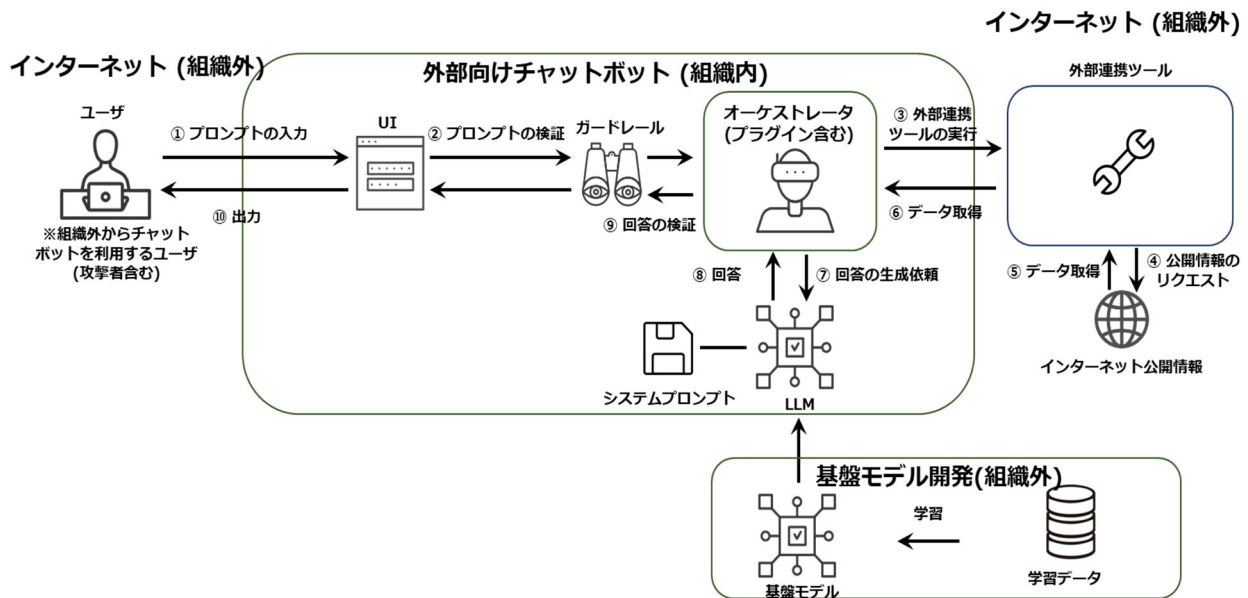 インターネット (組織外)
インターネット (組織外)
外部向けチャットボット (組織内)
外部連携ツール
ユーザ
① プロンプトの入力
UI
② プロンプトの検証
ガードレール
オーケストレータ
(プラグイン含む)
③ 外部連携
ツールの実行
⑩ 出力
⑨ 回答の検証
⑥ データ取得
※組織外からチャット
ボットを利用するユーザ
(攻撃者含む)
⑧ 回答
⑦ 回答の生成依頼
⑤ データ取得
④ 公開情報の
リクエスト
インターネット公開情報
システムプロンプト
LLM
基盤モデル開発(組織外)
学習
基盤モデル
学習データ